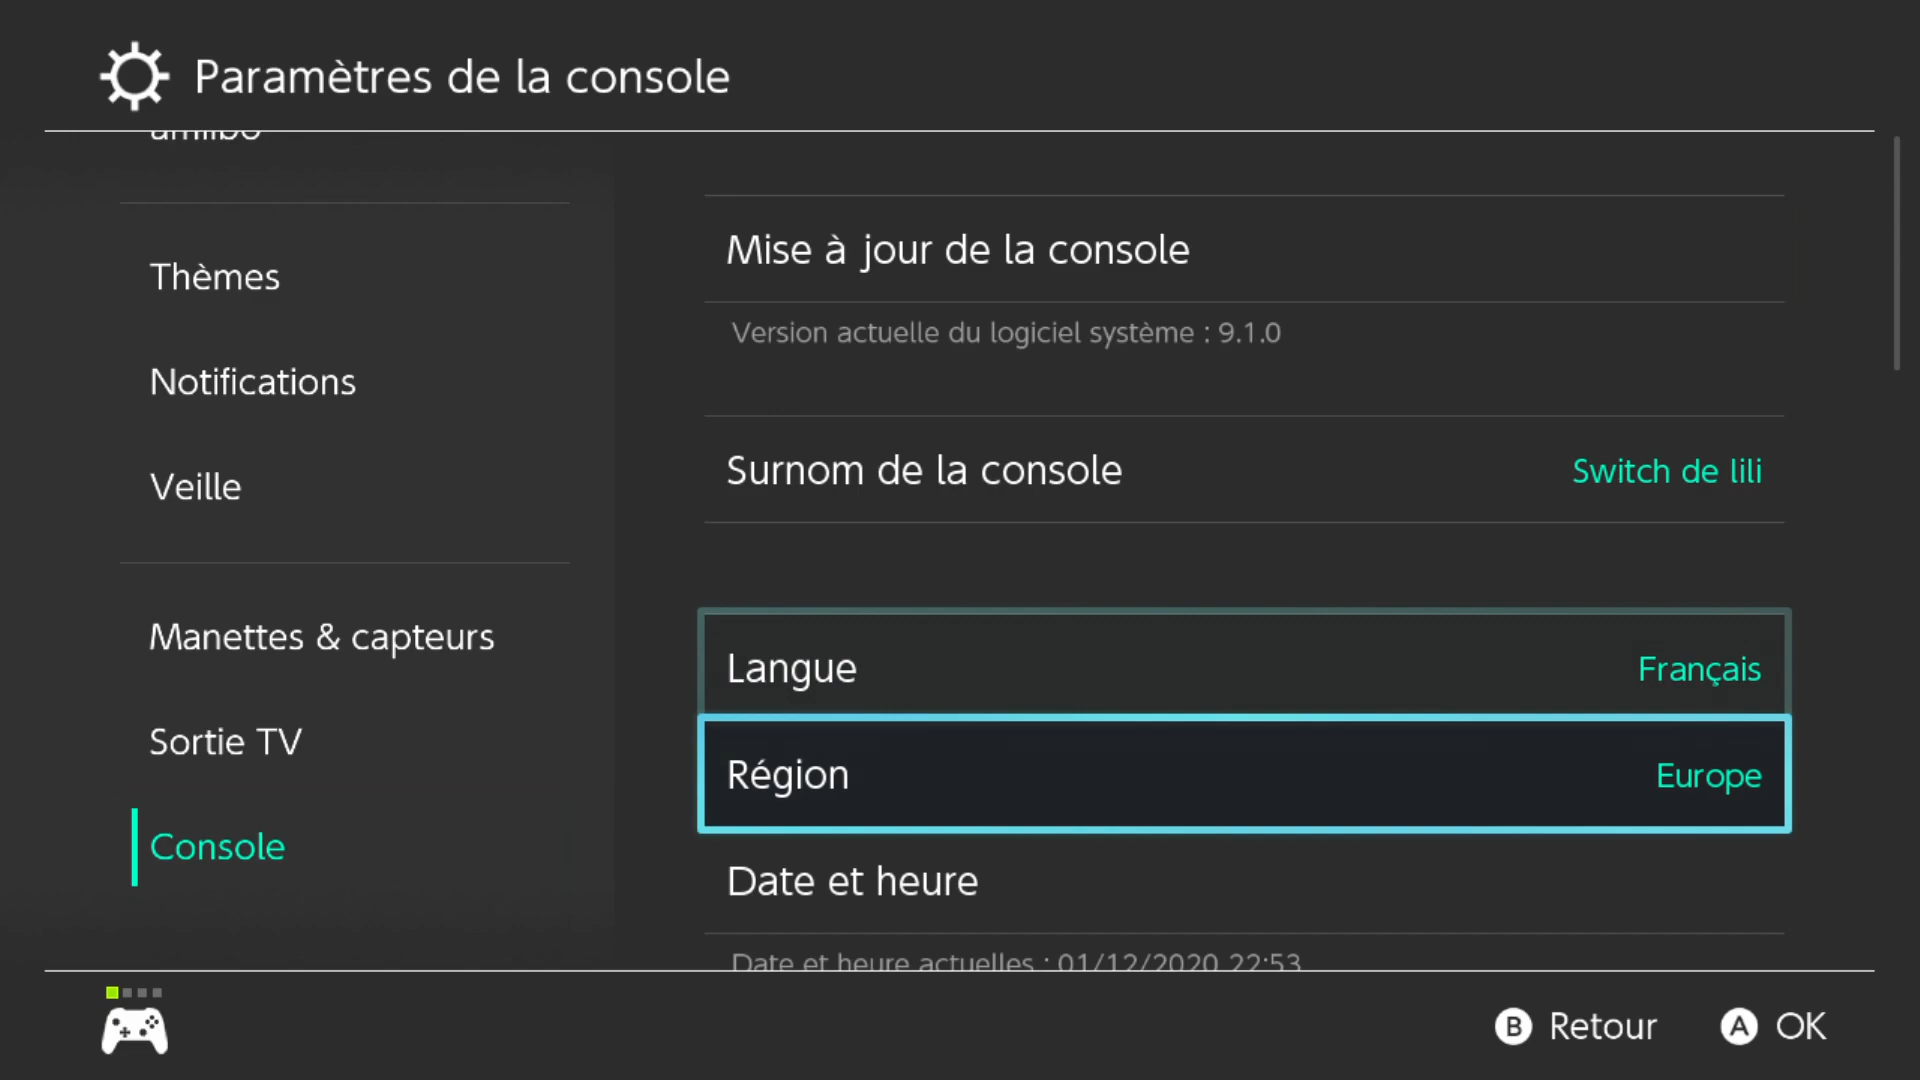 Paramètres de la console
amiibo
Thèmes
Notifications
Veille
Manettes & capteurs
Sortie TV
Console
Mise à jour de la console
Version actuelle du logiciel système : 9.1.0
Surnom de la console Switch de lili
Langue Français
Région Europe
Date et heure
Date et heure actuelles : 01/12/2020 22:53
B Retour A OK